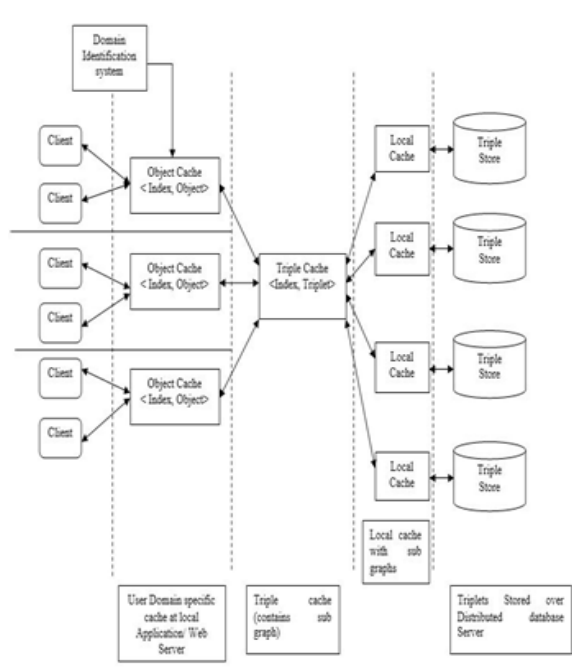 Domain
Identification
system
Client
Client
Object Cache
< Index, Object>
Client
Client
Object Cache
< Index, Object>
Client
Client
Object Cache
< Index, Object>
Triple Cache
<Index, Triplet>
Local
Cache
Triple
Store
Local
Cache
Triple
Store
Local
Cache
Triple
Store
Local
Cache
Triple
Store
Local cache
with sub
graphs
User Domain specific
cache at local
Application/ Web
Server
Triple cache
(contains sub
graph)
Triplets Stored over
Distributed database
Server